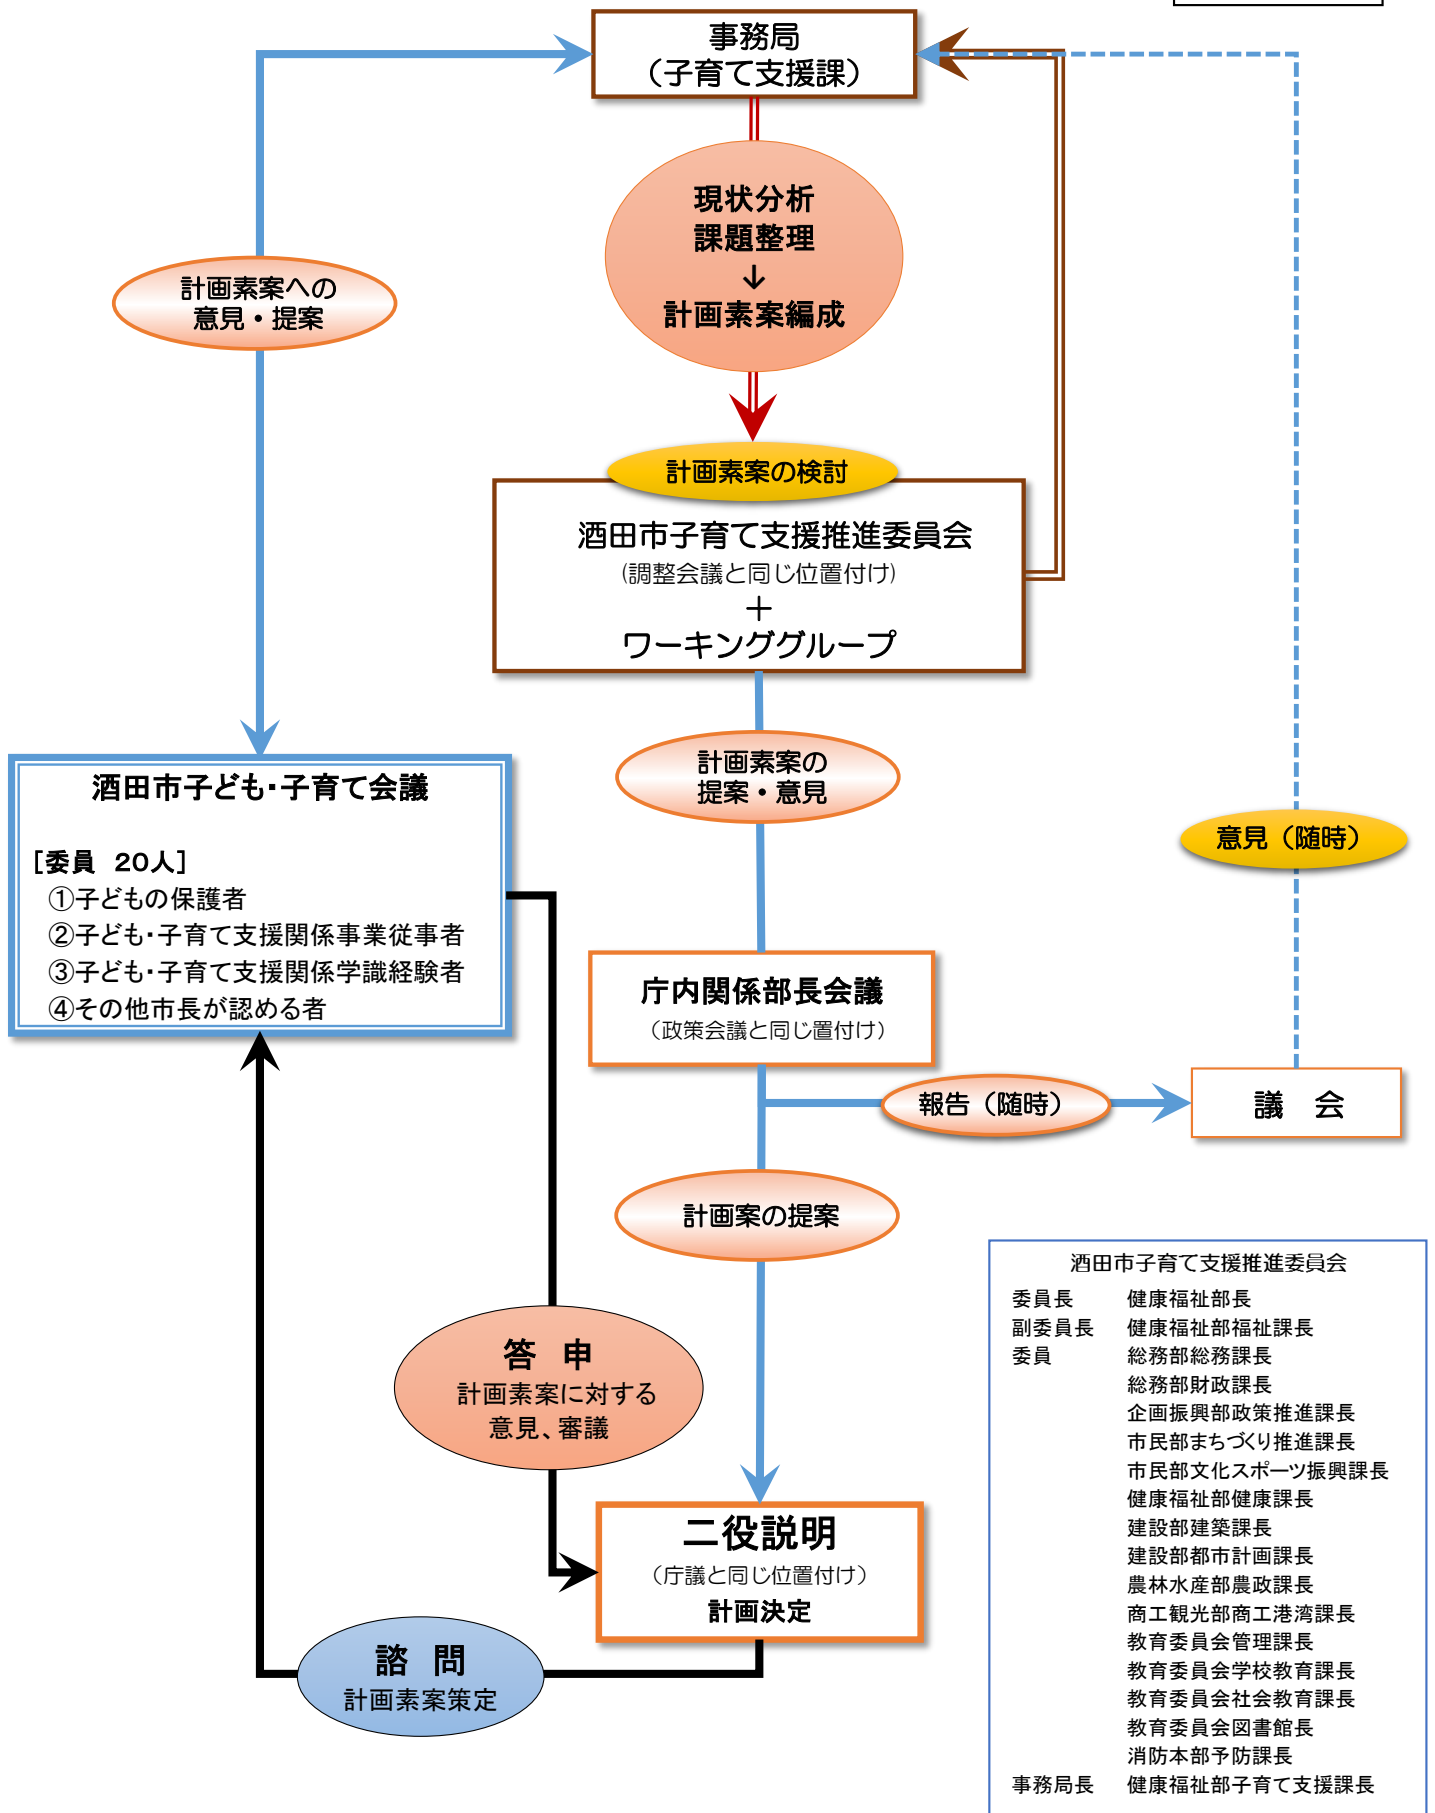 事務局
（子育て支援課）
現状分析
課題整理
↓
計画素案編成
計画素案への
意見・提案
計画素案の検討
酒田市子育て支援推進委員会
(調整会議と同じ位置付け)
＋
ワーキンググループ
計画素案の
提案・意見
酒田市子ども・子育て会議
［委員　20人］
①子どもの保護者
②子ども・子育て支援関係事業従事者
③子ども・子育て支援関係学識経験者
④その他市長が認める者
意見（随時）
庁内関係部長会議
（政策会議と同じ置付け）
報告（随時）
議　会
計画案の提案
答　申
計画素案に対する
意見、審議
二役説明
（庁議と同じ位置付け）
計画決定
諮　問
計画素案策定
酒田市子育て支援推進委員会
委員長　健康福祉部長
副委員長　健康福祉部福祉課長
委員　総務部総務課長
総務部財政課長
企画振興部政策推進課長
市民部まちづくり推進課長
市民部文化スポーツ振興課長
健康福祉部健康課長
建設部建築課長
建設部都市計画課長
農林水産部農政課長
商工観光部商工港湾課長
教育委員会管理課長
教育委員会学校教育課長
教育委員会社会教育課長
教育委員会図書館長
消防本部予防課長
事務局長　健康福祉部子育て支援課長